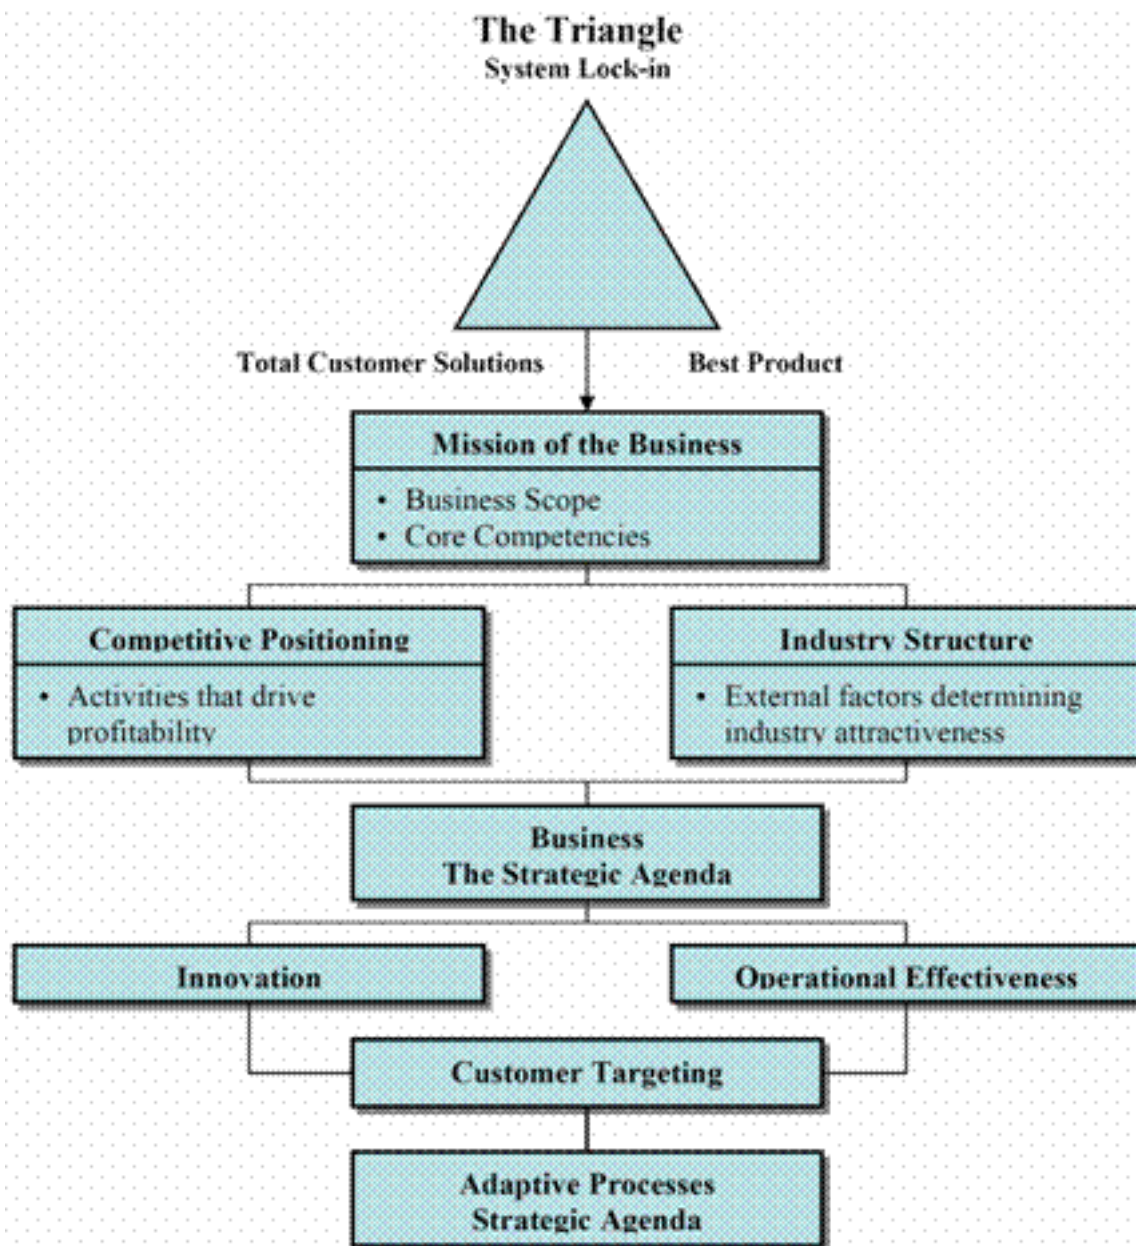 The Triangle
System Lock-in
Total Customer Solutions
Best Product
Mission of the Business
• Business Scope
• Core Competencies
Competitive Positioning
• Activities that drive
profitability
Industry Structure
• External factors determining
industry attractiveness
Business
The Strategic Agenda
Innovation
Operational Effectiveness
Customer Targeting
Adaptive Processes
Strategic Agenda